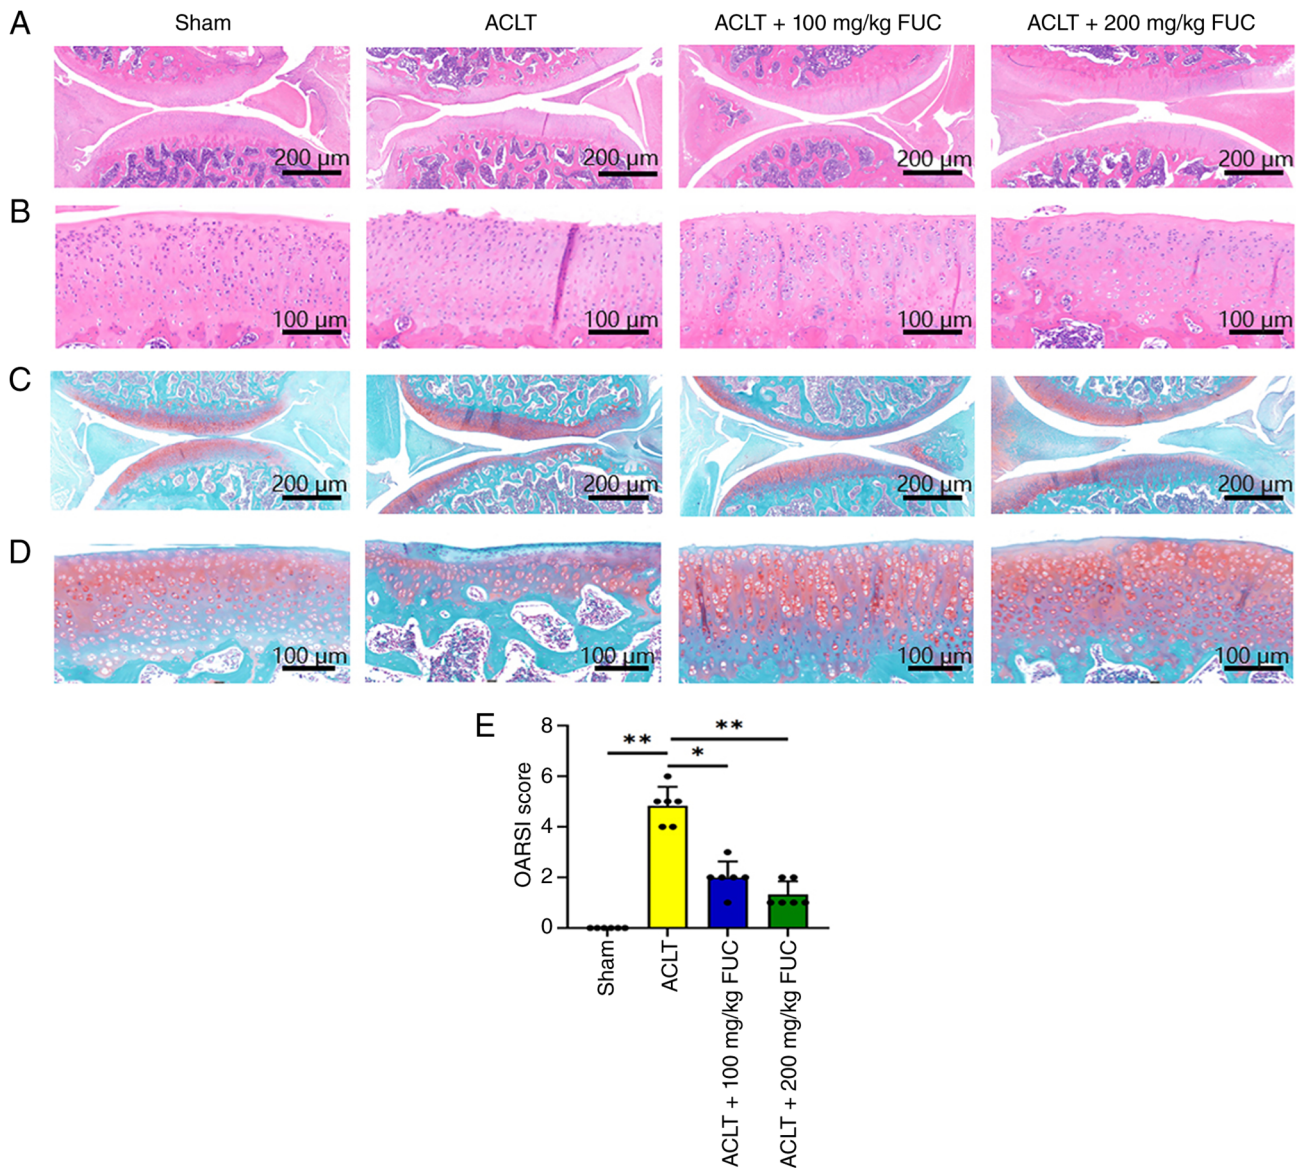 A
Sham
ACLT
ACLT + 100 mg/kg FUC
ACLT + 200 mg/kg FUC
200 µm
200 µm
200 µm
200 µm
B
100 µm
100 µm
100 µm
100 µm
C
200 µm
200 µm
200 µm
200 µm
D
100 µm
100 µm
100 µm
100 µm
E
OARSI score
8
6
4
2
0
**
*
**
Sham
ACLT
ACLT + 100 mg/kg FUC
ACLT + 200 mg/kg FUC